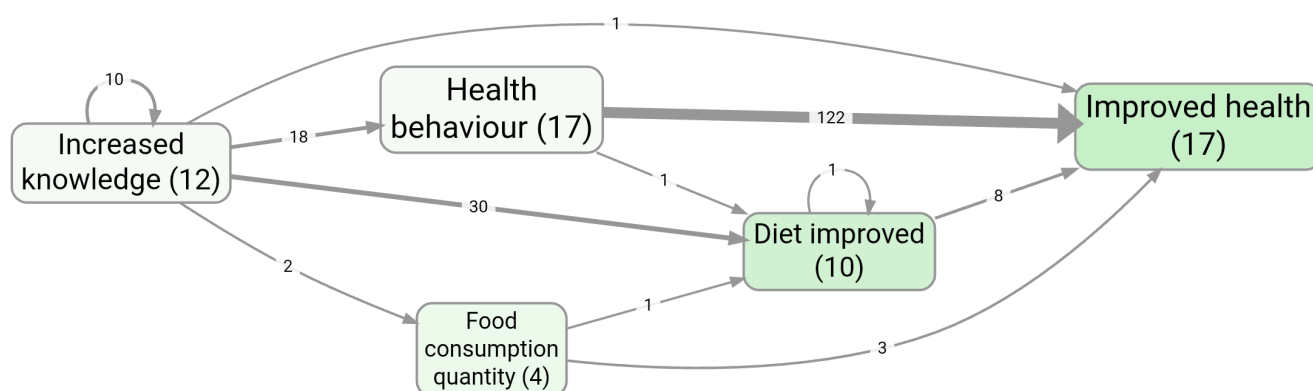 1
10
Health
behaviour (17)
Improved health
(17)
122
18
Increased
knowledge (12)
1
1
30
8
Diet improved
(10)
2
1
Food
consumption
quantity (4)
3